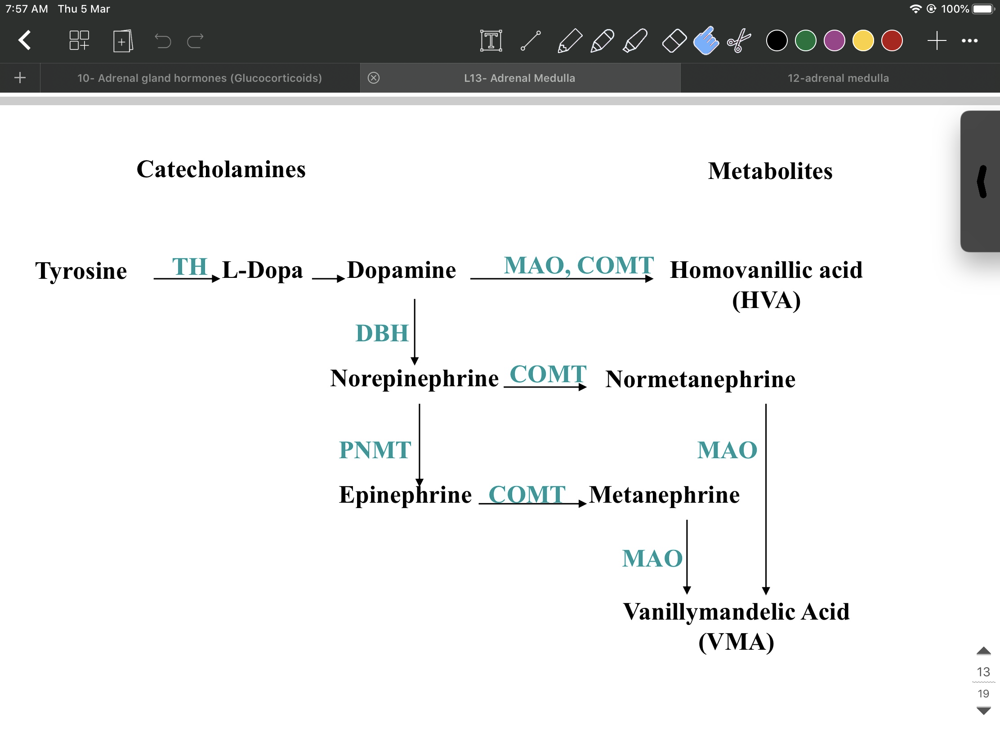 7:57 AM Thu 5 Mar
100%
10- Adrenal gland hormones (Glucocorticoids)
L13- Adrenal Medulla
12-adrenal medulla
Catecholamines
Metabolites
Tyrosine TH L-Dopa Dopamine MAO, COMT Homovanillic acid
(HVA)
DBH
Norepinephrine COMT Normetanephrine
PNMT
MAO
Epinephrine COMT Metanephrine
MAO
Vanillymandelic Acid
(VMA)
13
19